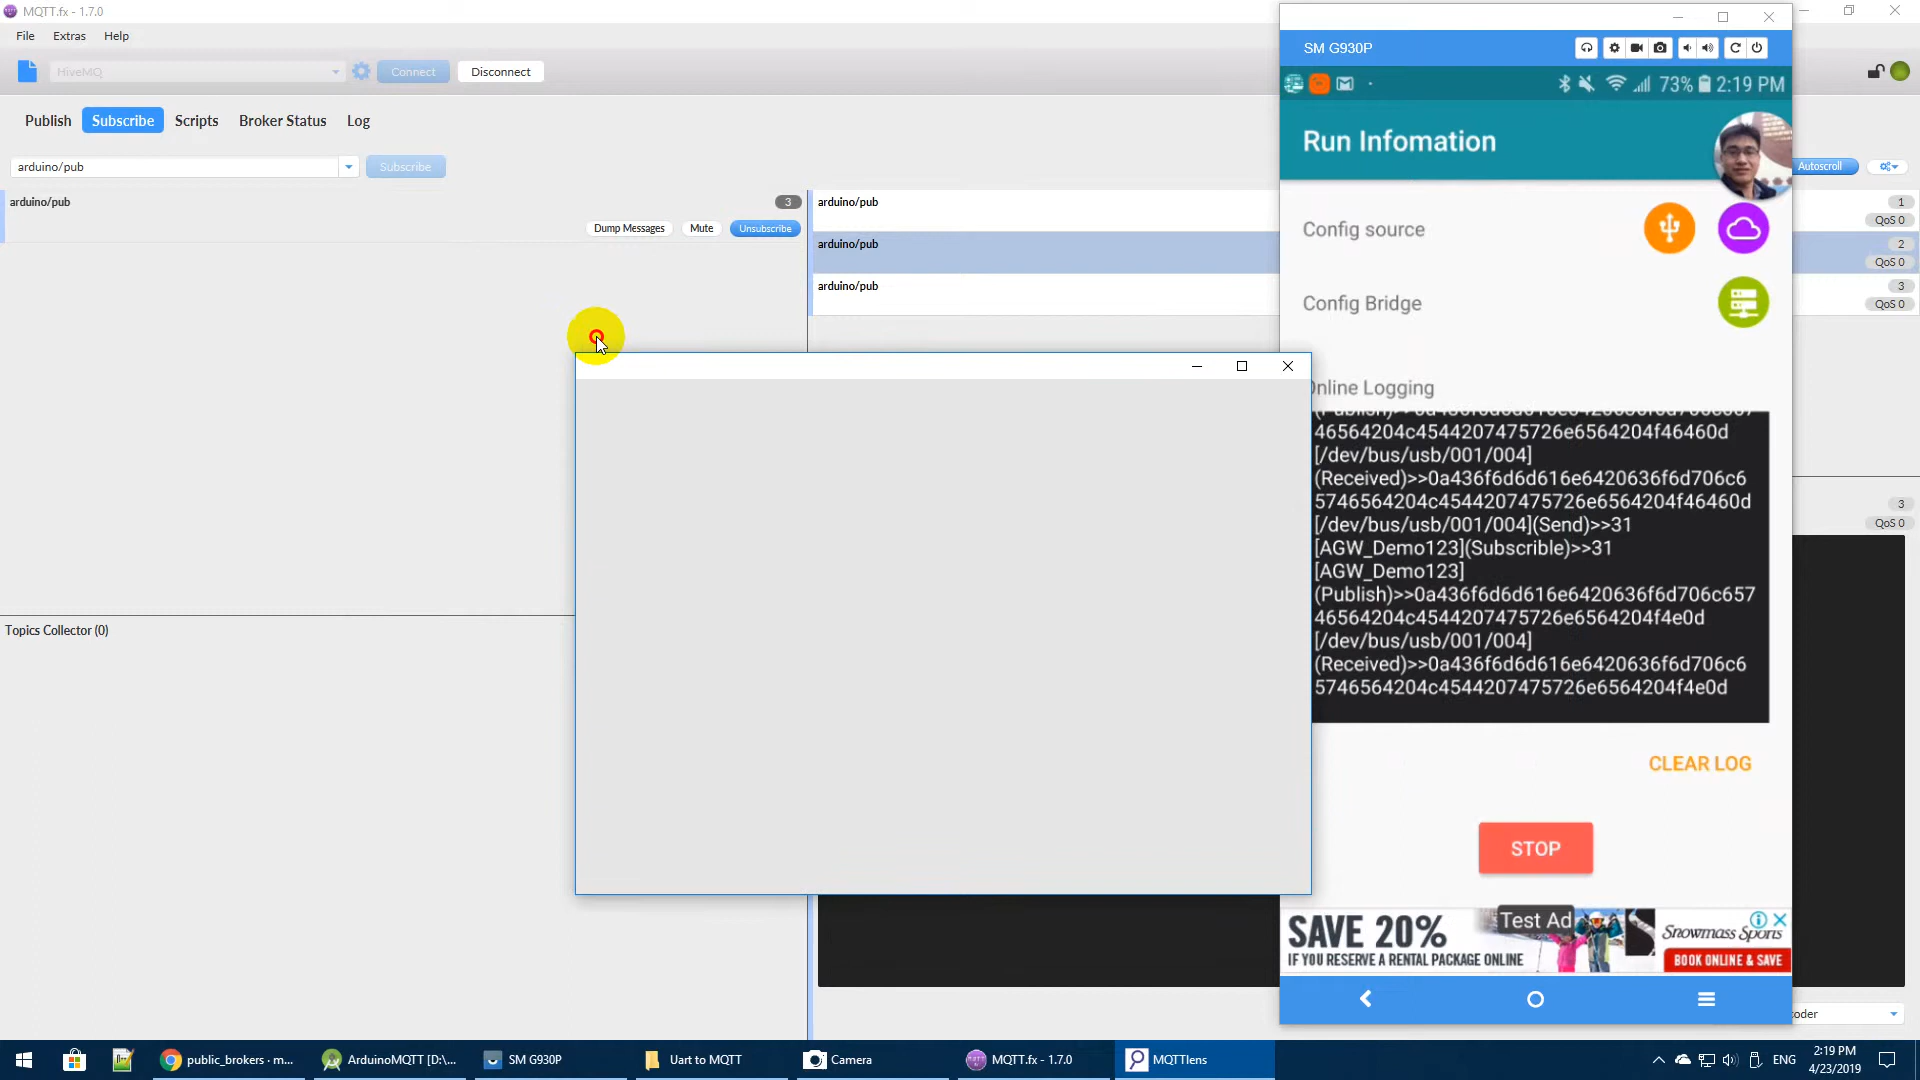 MQTT.fx - 1.7.0
File Extras Help
HiveMQ
Connect
Disconnect
Publish
Subscribe
Scripts
Broker Status
Log
arduino/pub
Subscribe
Autoscroll
arduino/pub
3
Dump Messages
Mute
Unsubscribe
arduino/pub
1
QoS 0
arduino/pub
2
QoS 0
arduino/pub
3
QoS 0
3
QoS 0
Topics Collector (0)
coder
SM G930P
73% 2:19 PM
Run Infomation
Config source
Config Bridge
Online Logging
46564204c4544207475726e6564204f46460d
[/dev/bus/usb/001/004]
(Received)>>0a436f6d6d616e6420636f6d706c6
5746564204c4544207475726e6564204f46460d
[/dev/bus/usb/001/004](Send)>>31
[AGW_Demo123](Subscrible)>>31
[AGW_Demo123]
(Publish)>>0a436f6d6d616e6420636f6d706c657
46564204c4544207475726e6564204f4e0d
[/dev/bus/usb/001/004]
(Received)>>0a436f6d6d616e6420636f6d706c6
5746564204c4544207475726e6564204f4e0d
CLEAR LOG
STOP
SAVE 20%
IF YOU RESERVE A RENTAL PACKAGE ONLINE
Test Ad
Snowmass Sports
BOOK ONLINE & SAVE
public_brokers · m...
ArduinoMQTT [D:\...
SM G930P
Uart to MQTT
Camera
MQTT.fx - 1.7.0
MQTTlens
ENG
2:19 PM
4/23/2019